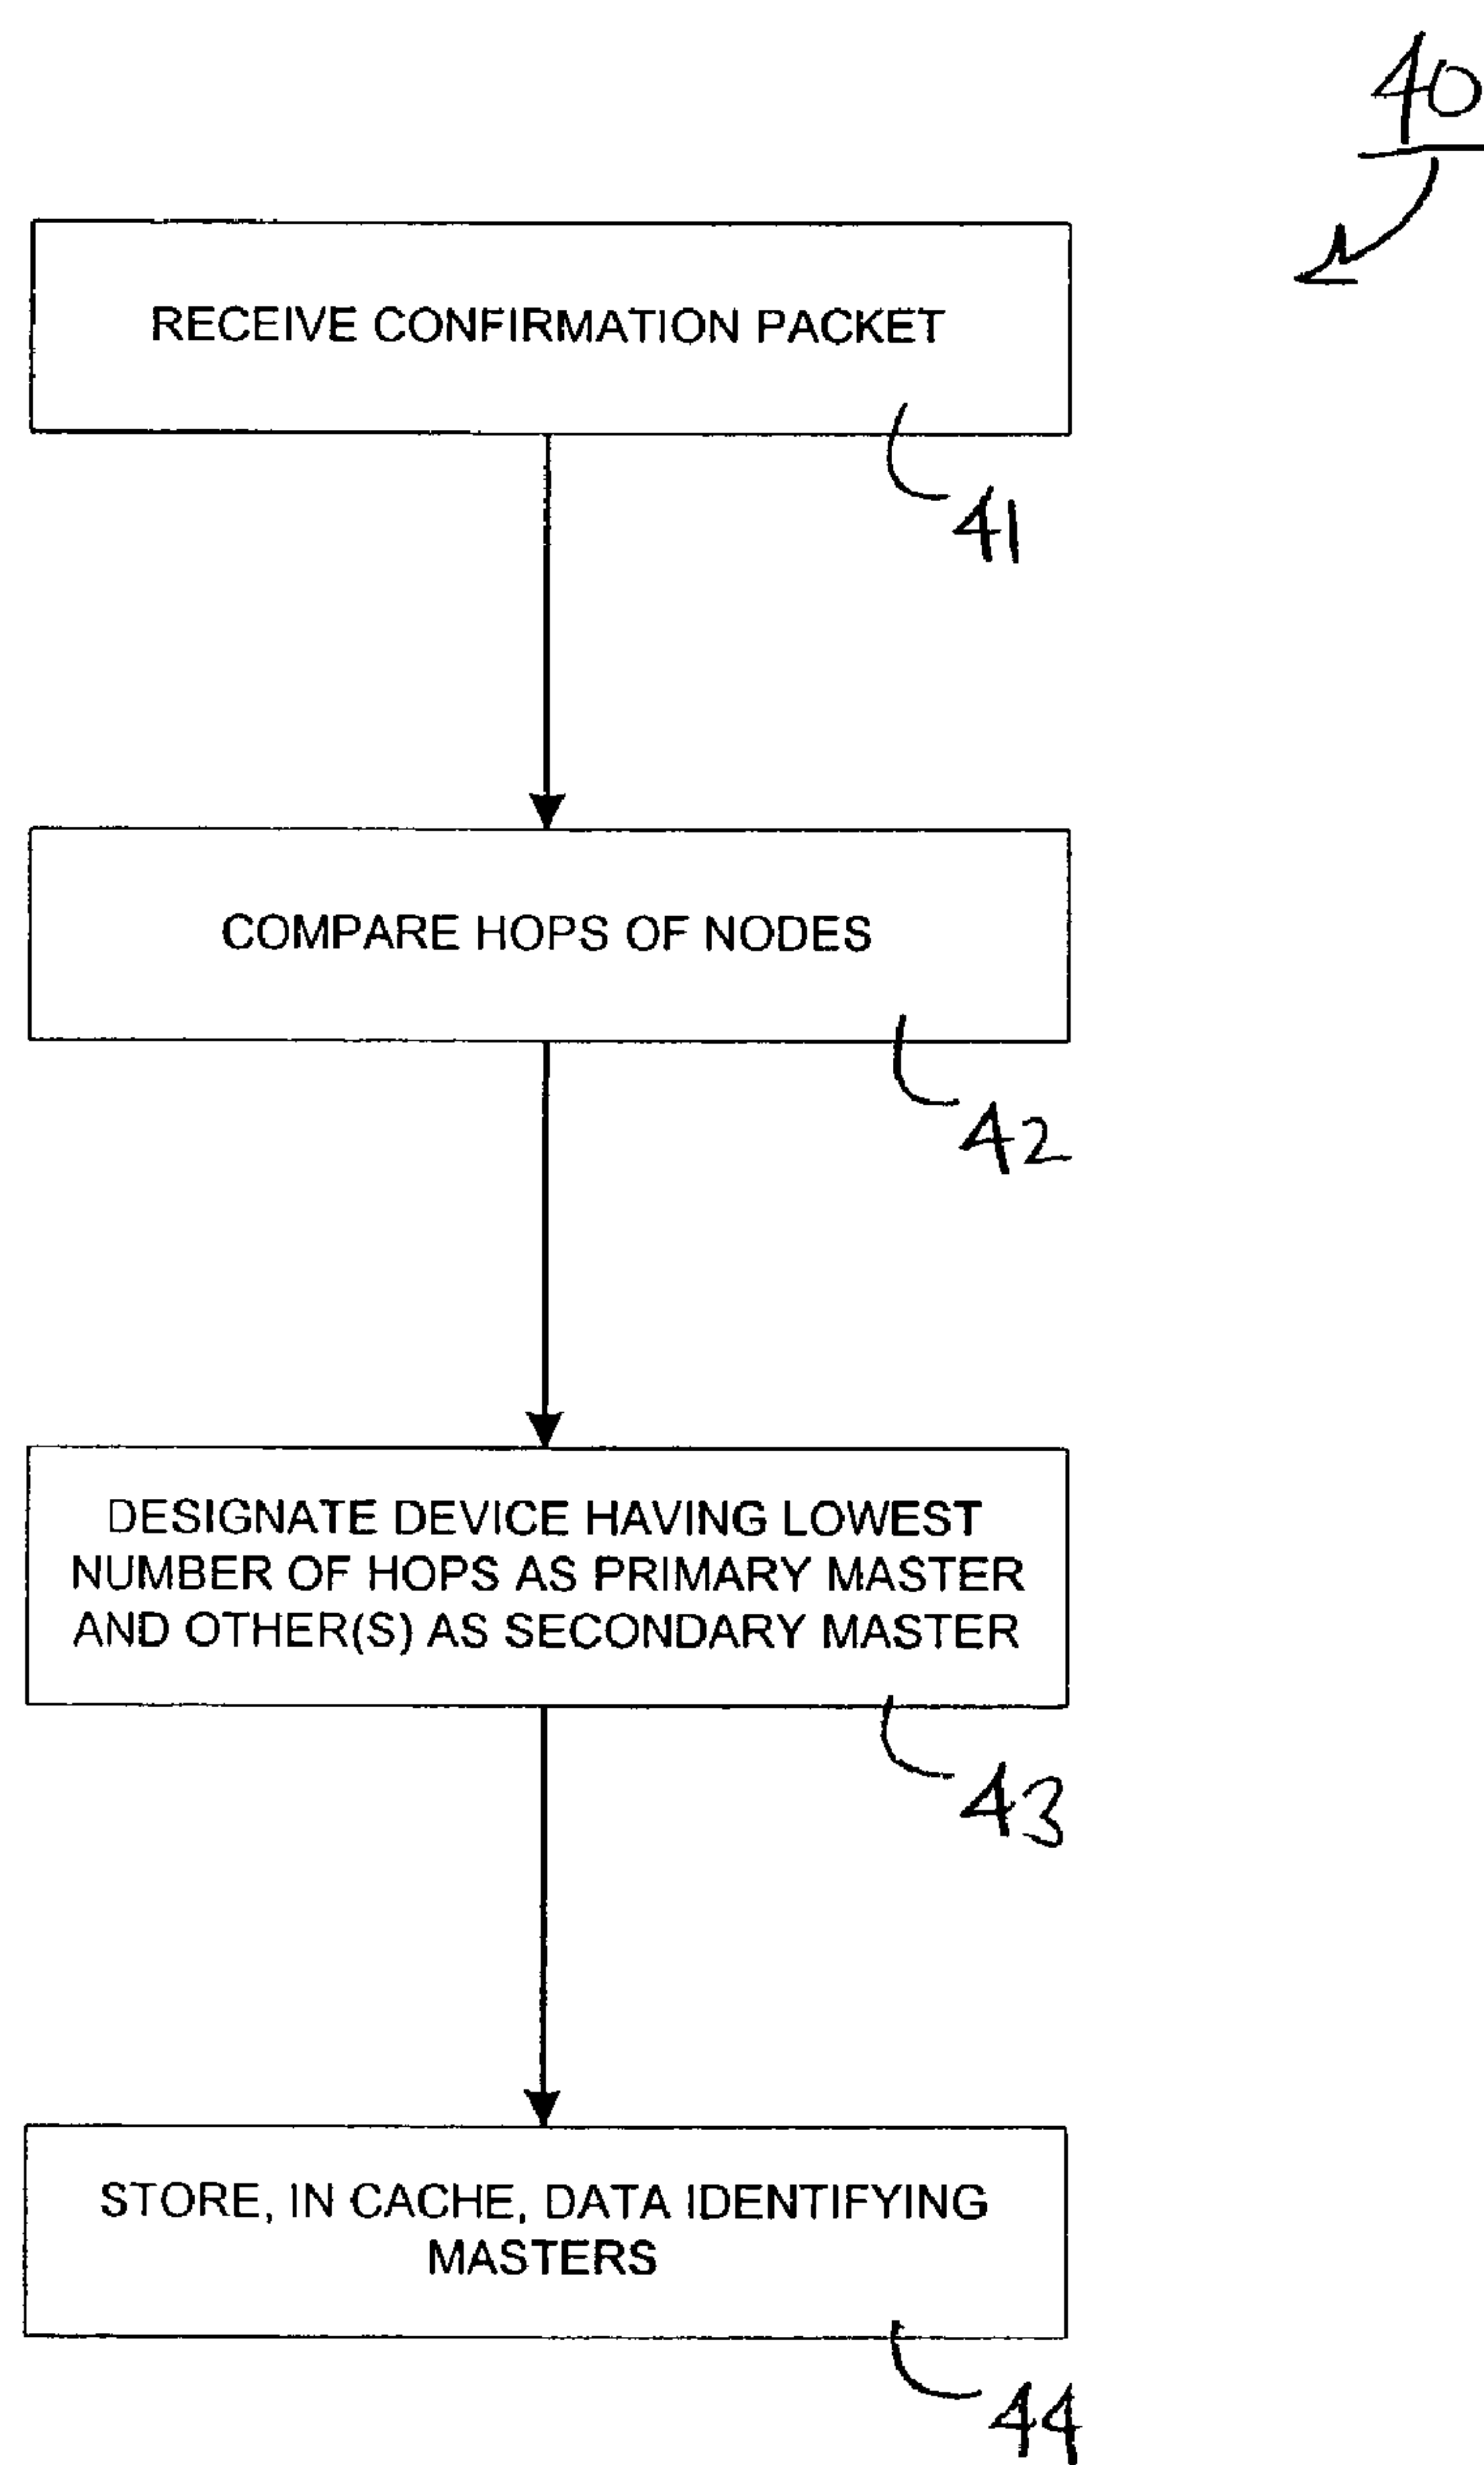 40
RECEIVE CONFIRMATION PACKET
41
COMPARE HOPS OF NODES
42
DESIGNATE DEVICE HAVING LOWEST
NUMBER OF HOPS AS PRIMARY MASTER
AND OTHER(S) AS SECONDARY MASTER
43
STORE, IN CACHE, DATA IDENTIFYING
MASTERS
44